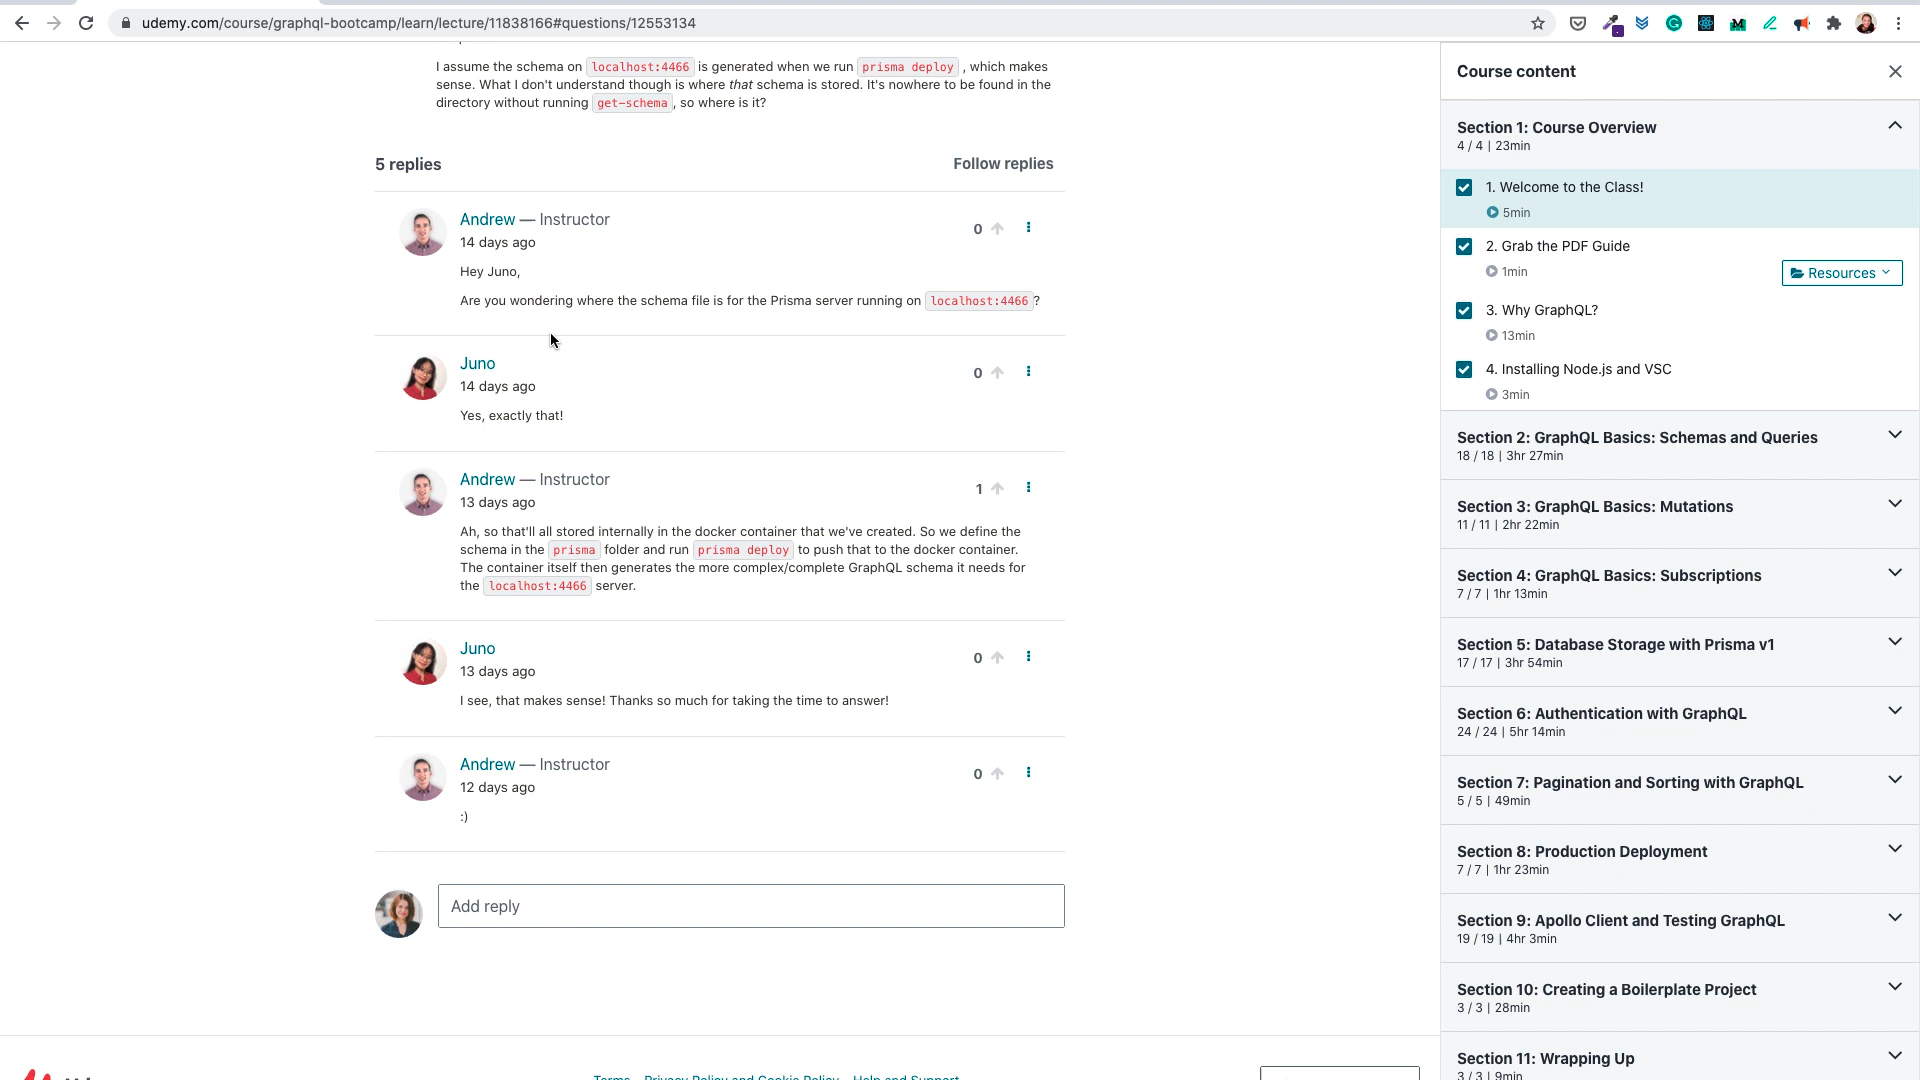 udemy.com/course/graphql-bootcamp/learn/lecture/11838166#questions/12553134
I assume the schema on localhost:4466 is generated when we run prisma deploy , which makes
sense. What I don't understand though is where that schema is stored. It's nowhere to be found in the
directory without running get-schema , so where is it?
5 replies
Follow replies
Andrew — Instructor
0
14 days ago
Hey Juno,
Are you wondering where the schema file is for the Prisma server running on localhost:4466 ?
Juno
0
14 days ago
Yes, exactly that!
Andrew — Instructor
1
13 days ago
Ah, so that'll all stored internally in the docker container that we've created. So we define the
schema in the prisma folder and run prisma deploy to push that to the docker container.
The container itself then generates the more complex/complete GraphQL schema it needs for
the localhost:4466 server.
Juno
0
13 days ago
I see, that makes sense! Thanks so much for taking the time to answer!
Andrew — Instructor
0
12 days ago
:)
Add reply
Terms Privacy Policy and Cookie Policy Help and Support
Course content
Section 1: Course Overview
4 / 4 | 23min
1. Welcome to the Class!
5min
2. Grab the PDF Guide
1min
Resources
3. Why GraphQL?
13min
4. Installing Node.js and VSC
3min
Section 2: GraphQL Basics: Schemas and Queries
18 / 18 | 3hr 27min
Section 3: GraphQL Basics: Mutations
11 / 11 | 2hr 22min
Section 4: GraphQL Basics: Subscriptions
7 / 7 | 1hr 13min
Section 5: Database Storage with Prisma v1
17 / 17 | 3hr 54min
Section 6: Authentication with GraphQL
24 / 24 | 5hr 14min
Section 7: Pagination and Sorting with GraphQL
5 / 5 | 49min
Section 8: Production Deployment
7 / 7 | 1hr 23min
Section 9: Apollo Client and Testing GraphQL
19 / 19 | 4hr 3min
Section 10: Creating a Boilerplate Project
3 / 3 | 28min
Section 11: Wrapping Up
3 / 3 | 9min